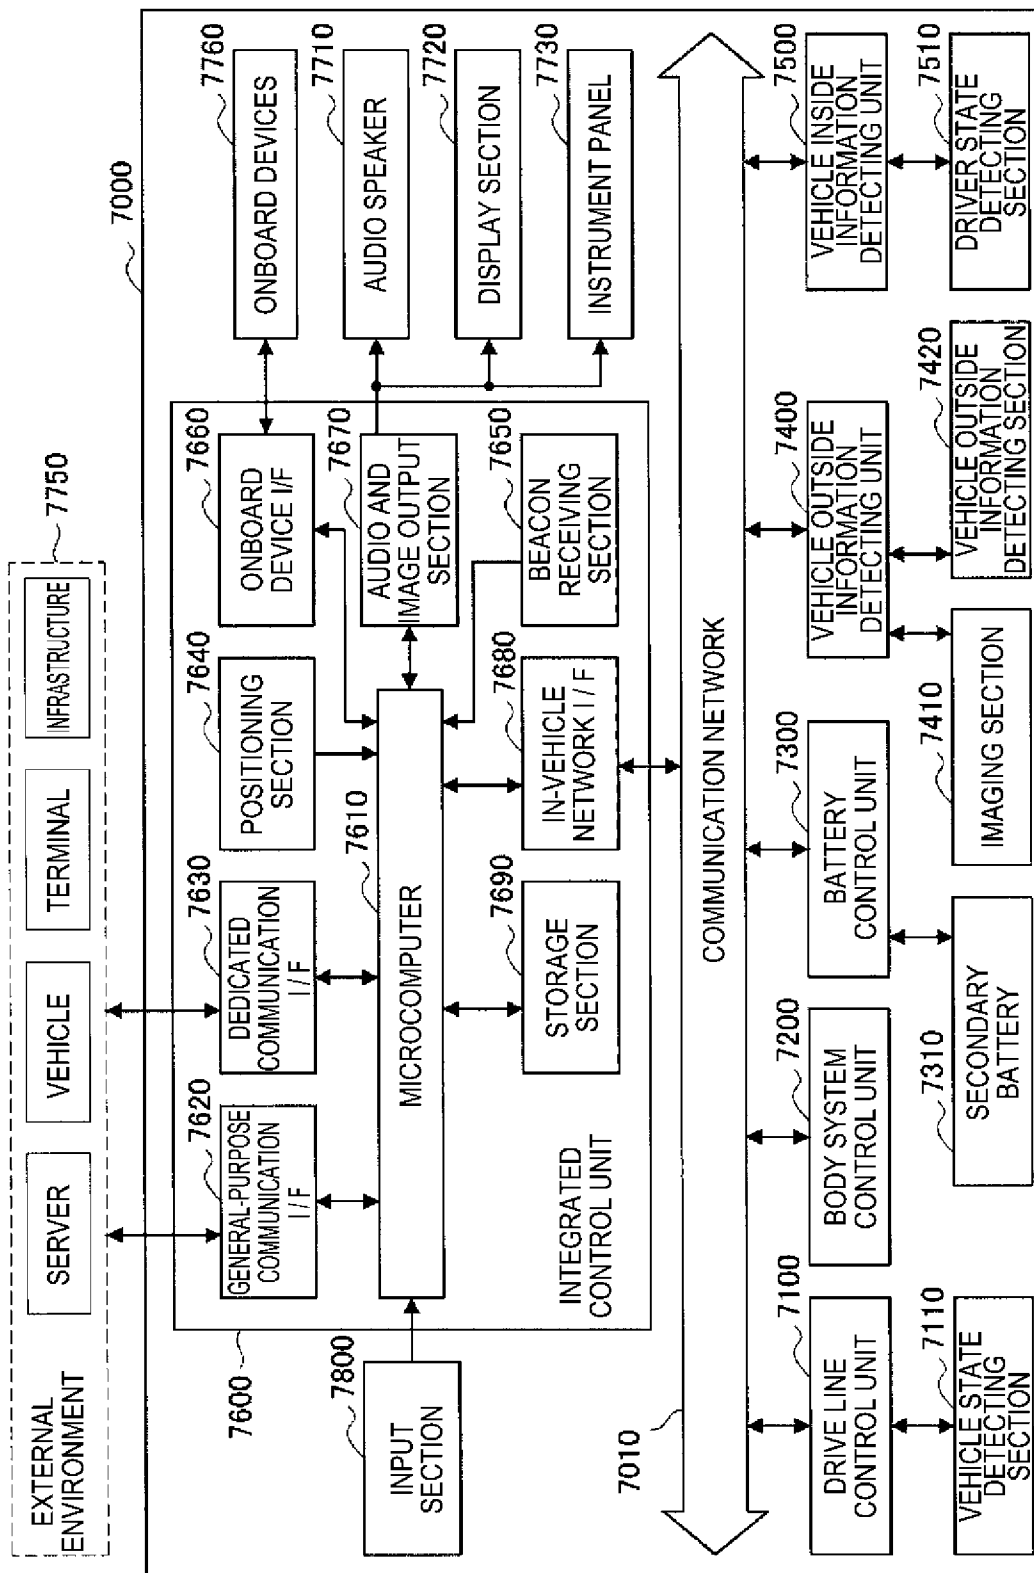 7000
EXTERNAL
ENVIRONMENT
SERVER
VEHICLE
TERMINAL
INFRASTRUCTURE
7750
7600
7800
INPUT
SECTION
7620
GENERAL-PURPOSE
COMMUNICATION
I / F
7630
DEDICATED
COMMUNICATION
I / F
7640
POSITIONING
SECTION
7660
ONBOARD
DEVICE I/F
7760
ONBOARD DEVICES
7610
MICROCOMPUTER
7670
AUDIO AND
IMAGE OUTPUT
SECTION
7710
AUDIO SPEAKER
7720
DISPLAY SECTION
7730
INSTRUMENT PANEL
INTEGRATED
CONTROL UNIT
7690
STORAGE
SECTION
7680
IN-VEHICLE
NETWORK I / F
7650
BEACON
RECEIVING
SECTION
7010
COMMUNICATION NETWORK
7100
DRIVE LINE
CONTROL UNIT
7200
BODY SYSTEM
CONTROL UNIT
7300
BATTERY
CONTROL UNIT
7400
VEHICLE OUTSIDE
INFORMATION
DETECTING UNIT
7500
VEHICLE INSIDE
INFORMATION
DETECTING UNIT
7110
VEHICLE STATE
DETECTING
SECTION
7310
SECONDARY
BATTERY
7410
IMAGING SECTION
7420
VEHICLE OUTSIDE
INFORMATION
DETECTING SECTION
7510
DRIVER STATE
DETECTING
SECTION